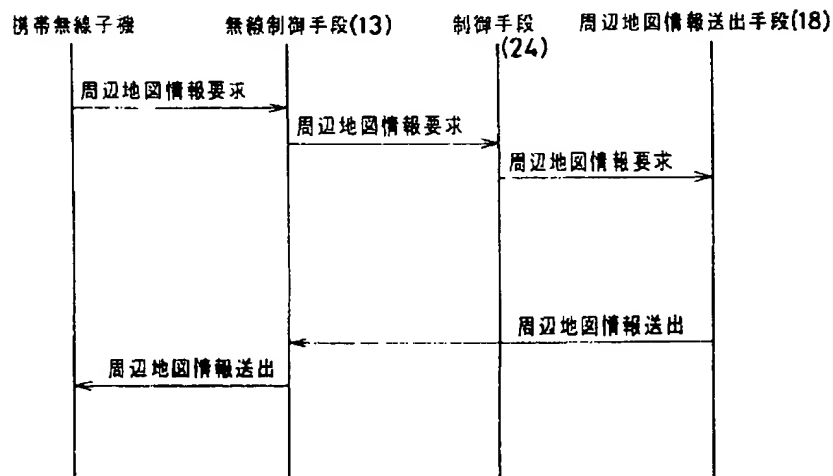 携帯無線子機
無線制御手段(13)
制御手段
(24)
周辺地図情報送出手段(18)
周辺地図情報要求
周辺地図情報要求
周辺地図情報要求
周辺地図情報送出
周辺地図情報送出